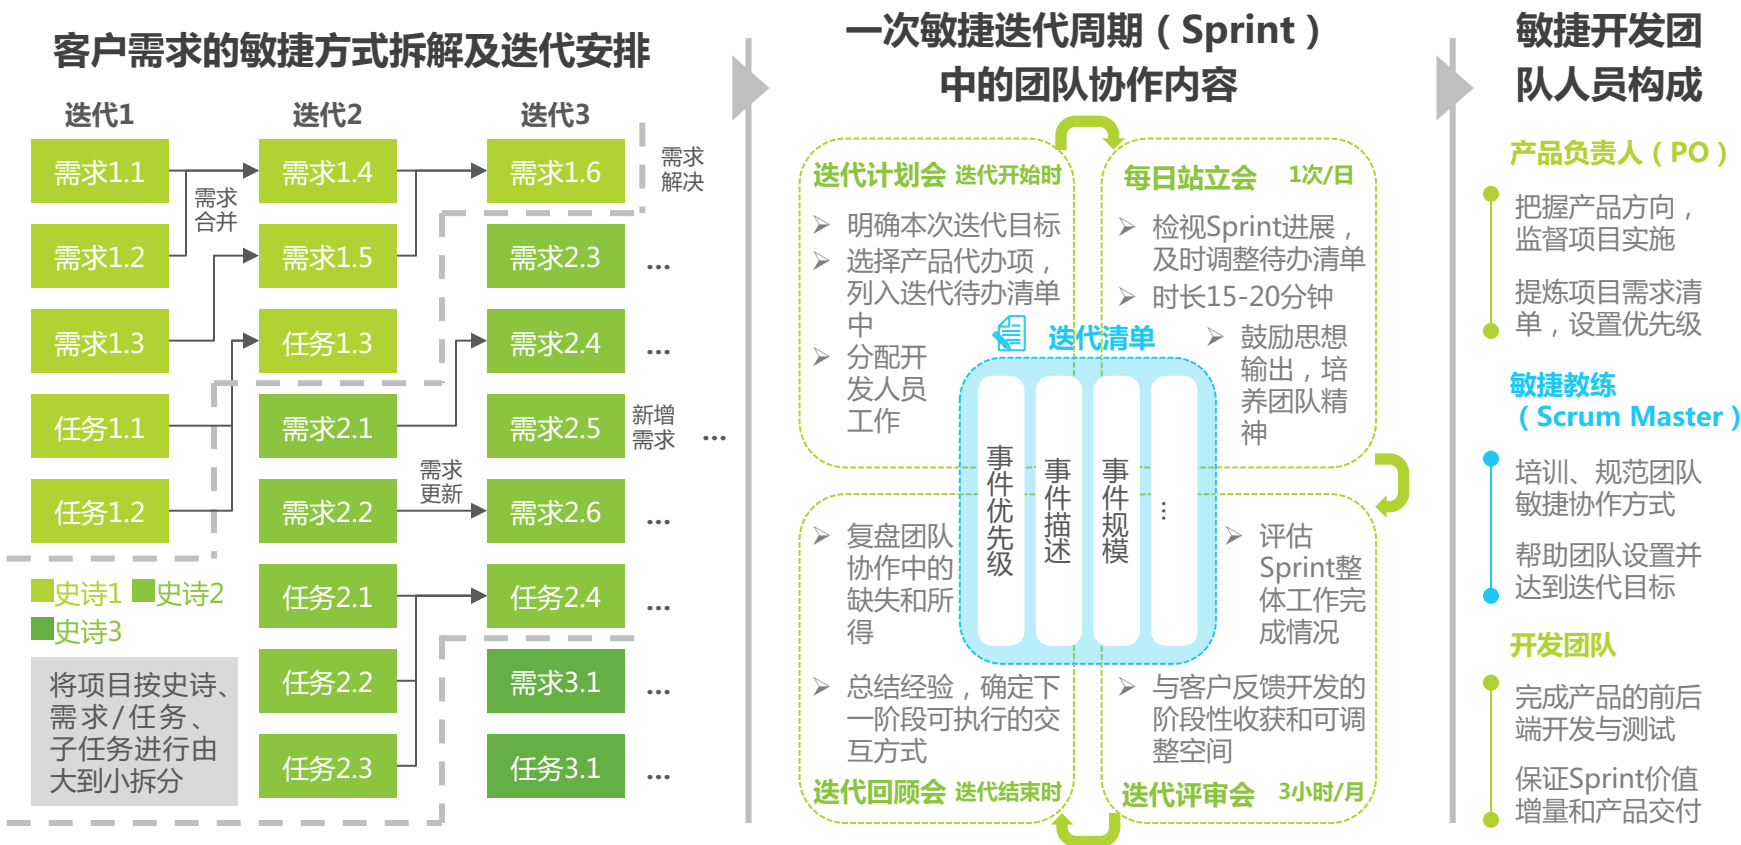 客户需求的敏捷方式拆解及迭代安排
迭代1
迭代2
迭代3
需求1.1
需求1.4
需求1.6
需求
解决
需求
合并
需求1.2
需求1.5
需求2.3
...
需求1.3
任务1.3
需求2.4
...
任务1.1
需求2.1
需求2.5
新增
需求
...
需求
更新
任务1.2
需求2.2
需求2.6
...
任务2.1
任务2.4
...
史诗1
史诗2
史诗3
任务2.2
需求3.1
...
任务2.3
任务3.1
...
将项目按史诗、
需求/任务、
子任务进行由
大到小拆分
一次敏捷迭代周期（Sprint）
中的团队协作内容
迭代计划会 迭代开始时
明确本次迭代目标
选择产品代办项，
列入迭代待办清单
中
分配开
发人员
工作
每日站立会 1次/日
检视Sprint进展，
及时调整待办清单
时长15-20分钟
鼓励思想
输出，培
养团队精
神
迭代清单
事件优先级
事件描述
事件规模
...
复盘团队
协作中的
缺失和所
得
总结经验，确定下
一阶段可执行的交
互方式
迭代回顾会 迭代结束时
评估
Sprint整
体工作完
成情况
与客户反馈开发的
阶段性收获和可调
整空间
迭代评审会 3小时/月
敏捷开发团
队人员构成
产品负责人（PO）
把握产品方向，
监督项目实施
提炼项目需求清
单，设置优先级
敏捷教练
（Scrum Master）
培训、规范团队
敏捷协作方式
帮助团队设置并
达到迭代目标
开发团队
完成产品的前后
端开发与测试
保证Sprint价值
增量和产品交付